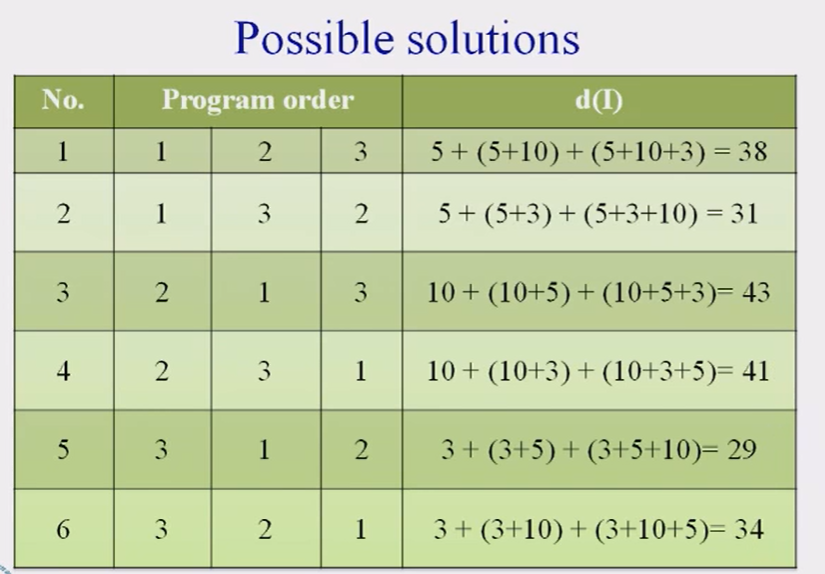 Possible solutions
No. Program order d(I)
1 1 2 3 5 + (5+10) + (5+10+3) = 38
2 1 3 2 5 + (5+3) + (5+3+10) = 31
3 2 1 3 10 + (10+5) + (10+5+3)= 43
4 2 3 1 10 + (10+3) + (10+3+5)= 41
5 3 1 2 3 + (3+5) + (3+5+10)= 29
6 3 2 1 3 + (3+10) + (3+10+5)= 34